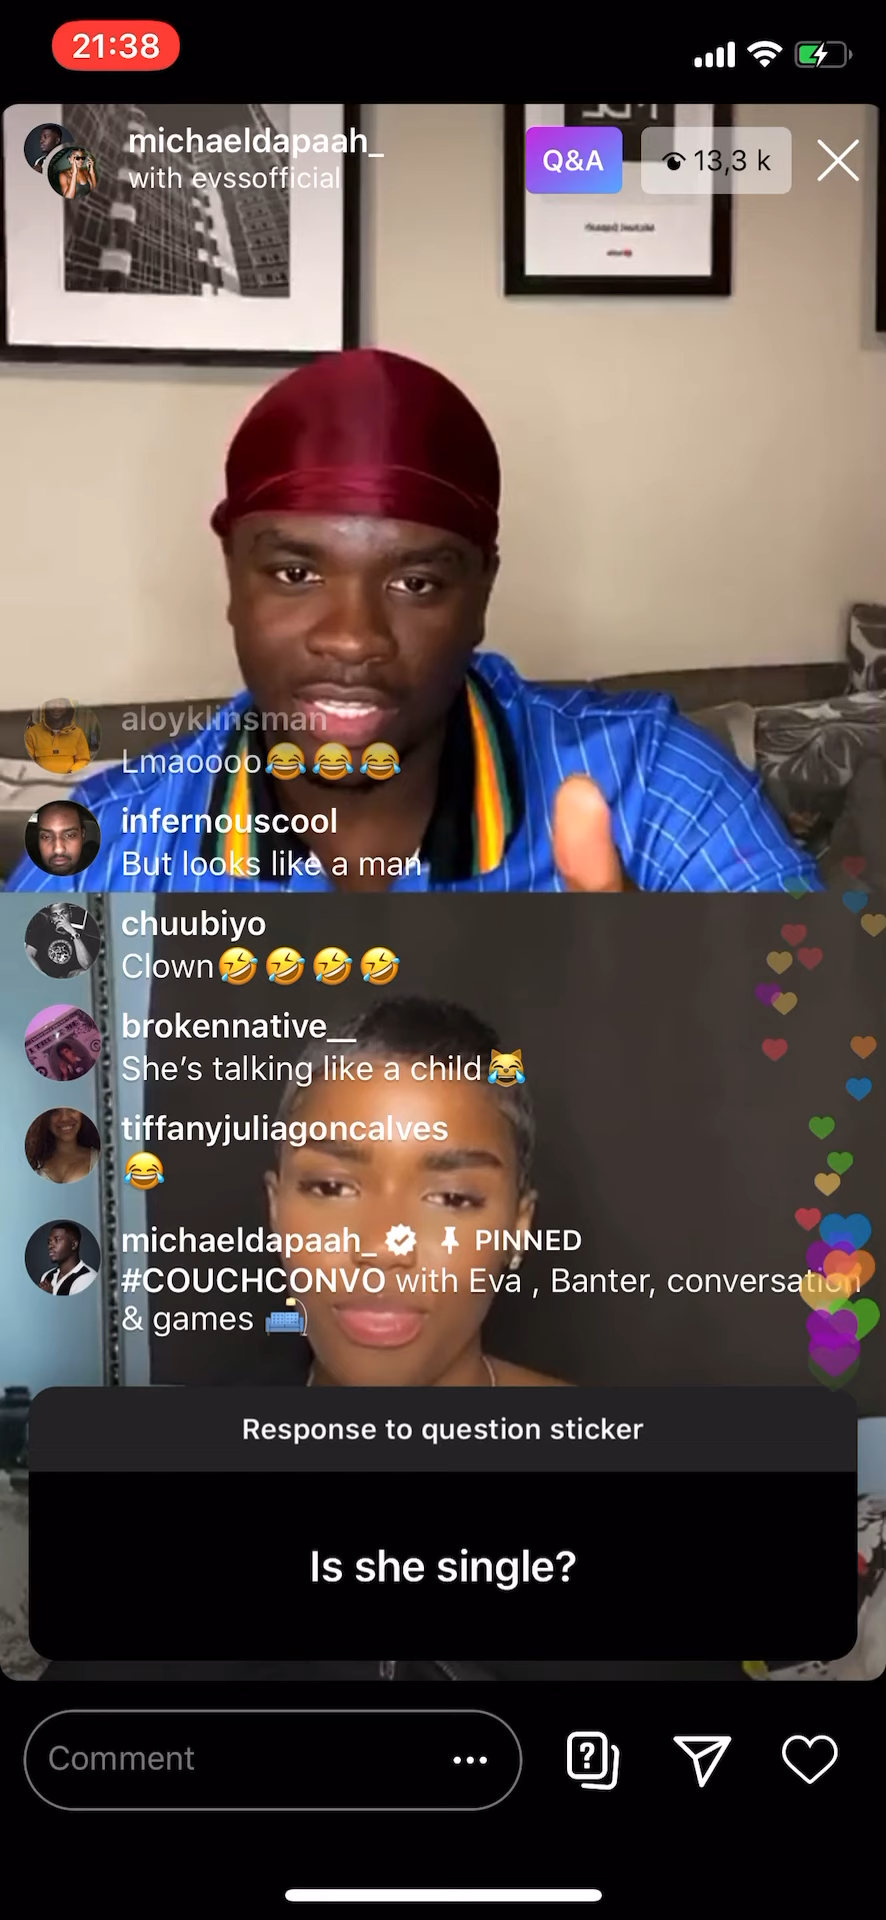 21:38
michaeldapaah_
with evssofficial
Q&A
13,3 k
aloyklinsman
Lmaoooo😂😂😂
infernouscool
But looks like a man
chuubiyo
Clown🤣🤣🤣🤣
brokennative__
She’s talking like a child😹
tiffanyjuliagoncalves
😂
michaeldapaah_ PINNED
#COUCHCONVO with Eva , Banter, conversation
& games 🛋️
Response to question sticker
Is she single?
Comment